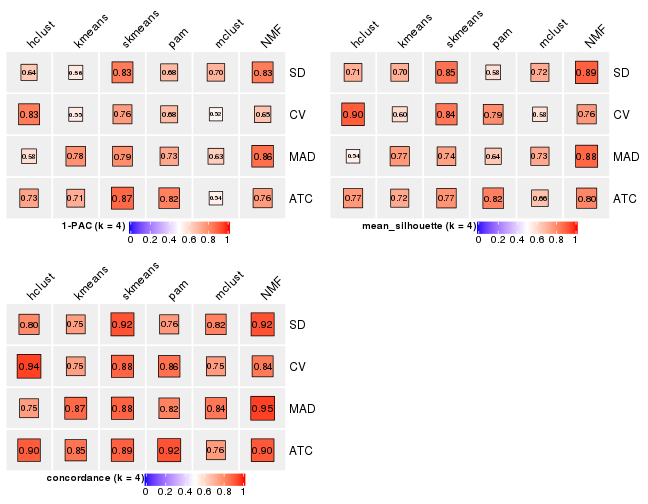 hclust kmeans skmeans pam mclust NMF
0.64 0.56 0.83 0.68 0.70 0.83 SD
0.83 0.76 0.68 0.52 0.65 CV
0.58 0.78 0.79 0.73 0.63 0.86 MAD
0.73 0.71 0.87 0.82 0.54 0.76 ATC
1-PAC (k = 4)
0 0.2 0.4 0.6 0.8 1
hclust kmeans skmeans pam mclust NMF
0.71 0.70 0.85 0.58 0.72 0.89 SD
0.90 0.60 0.84 0.79 0.58 0.76 CV
0.54 0.77 0.74 0.64 0.73 0.88 MAD
0.77 0.72 0.77 0.82 0.66 0.80 ATC
mean_silhouette (k = 4)
0 0.2 0.4 0.6 0.8 1
hclust kmeans skmeans pam mclust NMF
0.80 0.75 0.92 0.76 0.82 0.92 SD
0.94 0.75 0.88 0.86 0.75 0.84 CV
0.75 0.87 0.88 0.82 0.84 0.95 MAD
0.90 0.85 0.89 0.92 0.76 0.90 ATC
concordance (k = 4)
0 0.2 0.4 0.6 0.8 1